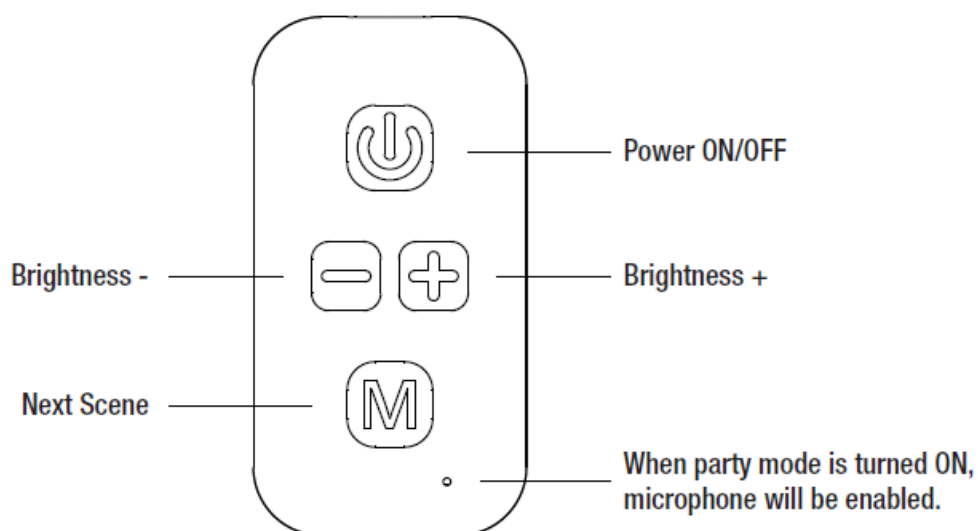 Power ON/OFF
Brightness -
Brightness +
Next Scene
M
When party mode is turned ON,
microphone will be enabled.